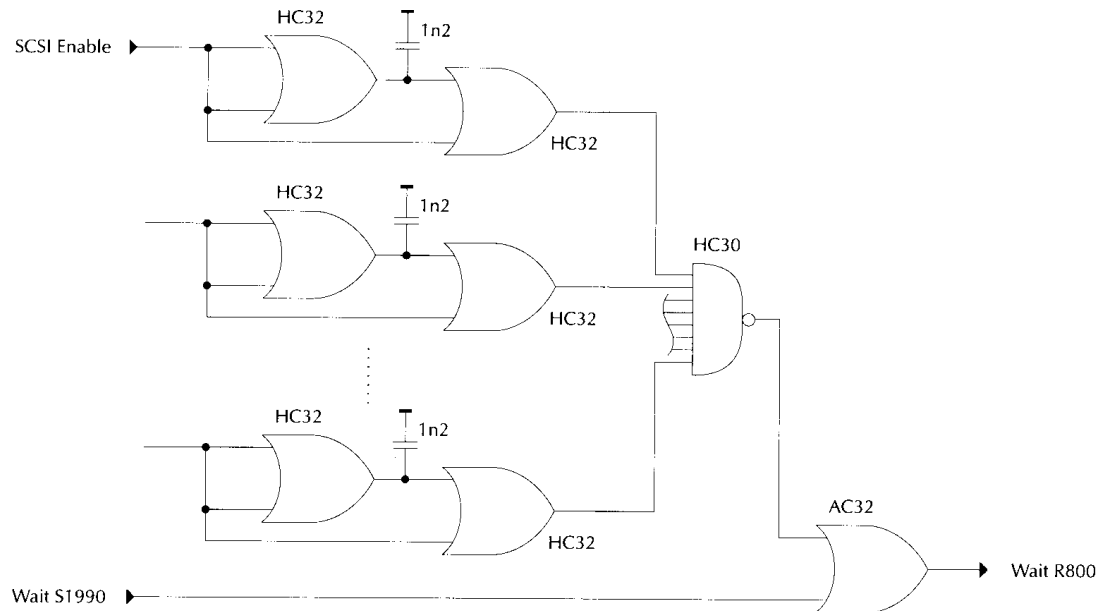 HC32
1n2
SCSI Enable
HC32
HC32
1n2
HC30
HC32
HC32
1n2
AC32
HC32
Wait R800
Wait S1990